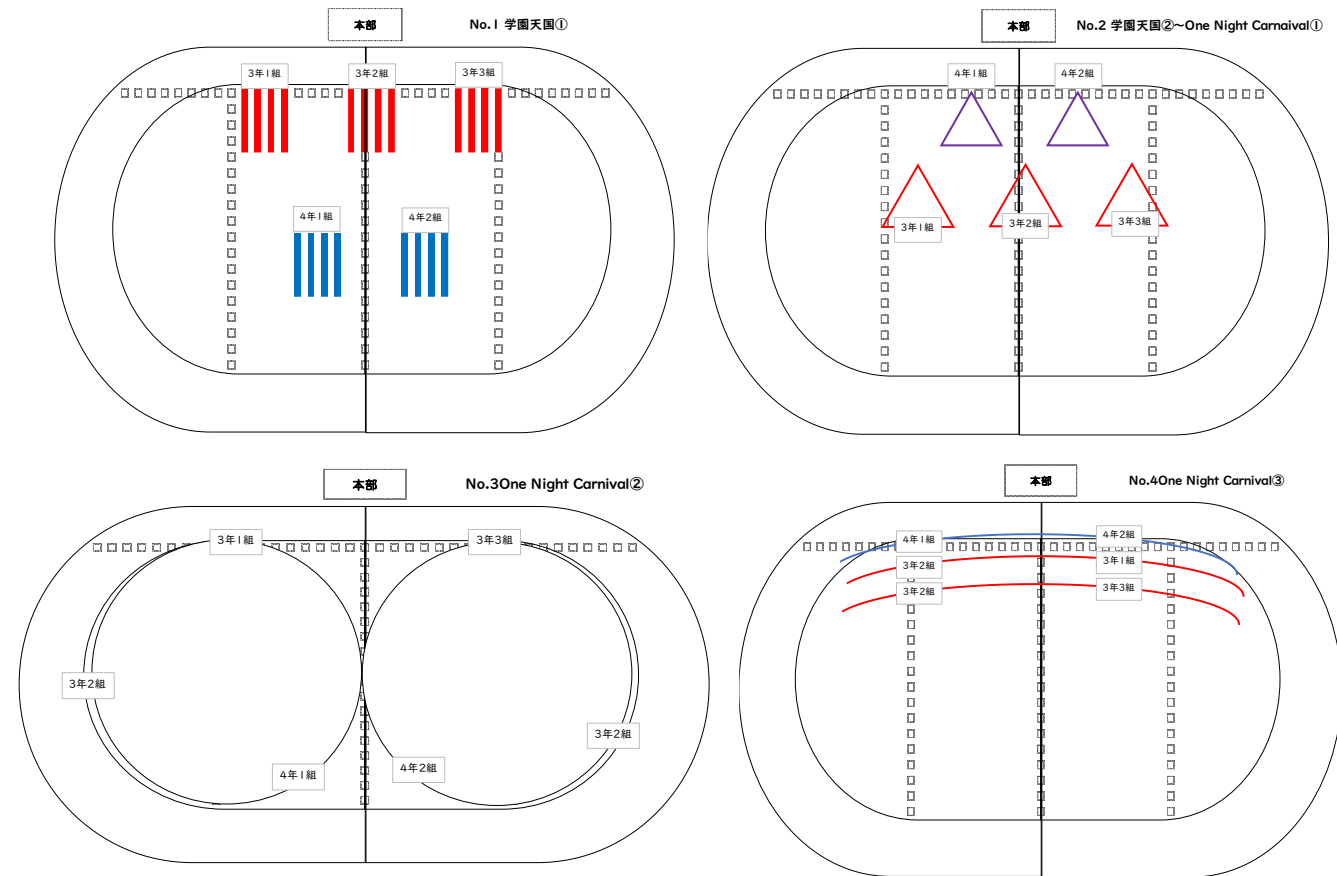 本部
No.1 学園天国①
3年1組
3年2組
3年3組
4年1組
4年2組
本部
No.2 学園天国②~One Night Carnaival①
4年1組
4年2組
3年1組
3年2組
3年3組
本部
No.3One Night Carnival②
3年1組
3年3組
3年2組
3年2組
4年1組
4年2組
本部
No.4One Night Carnival③
4年1組
4年2組
3年2組
3年1組
3年2組
3年3組